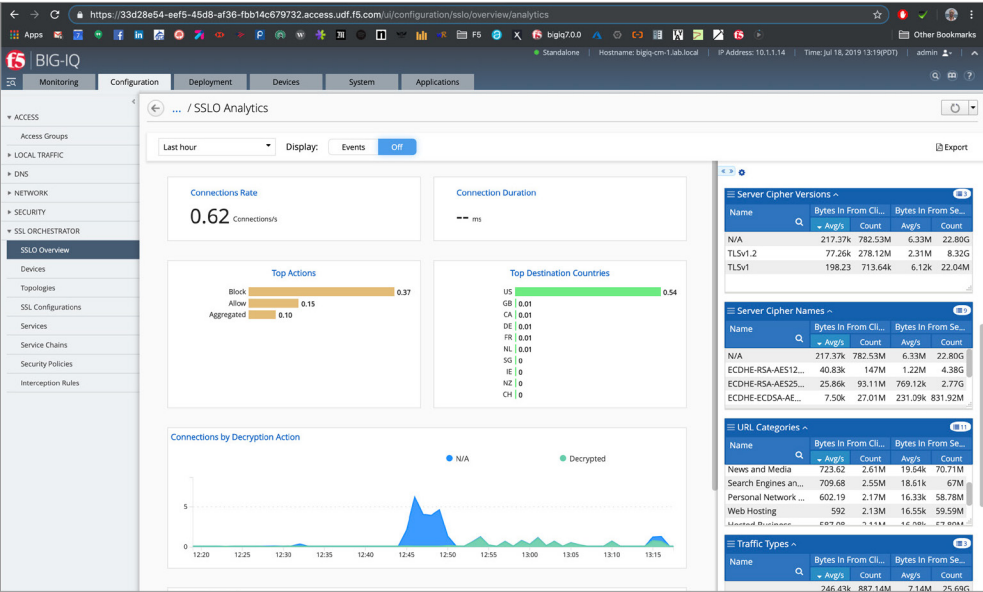 https://33d28e54-eef5-45d8-af36-fbb14c679732.access.udf.f5.com/ui/configuration/sslo/overview/analytics
Apps
F5
bigiq7.0.0
Other Bookmarks
f5 BIG-IQ
Standalone | Hostname: bigiq-cm-1.lab.local | IP Address: 10.1.1.14 | Time: Jul 18, 2019 13:19(PDT) | admin
Monitoring Configuration Deployment Devices System Applications
... / SSLO Analytics
ACCESS
Access Groups
LOCAL TRAFFIC
DNS
NETWORK
SECURITY
SSL ORCHESTRATOR
SSLO Overview
Devices
Topologies
SSL Configurations
Services
Service Chains
Security Policies
Interception Rules
Last hour
Display: Events Off
Export
Connections Rate
0.62 Connections/s
Connection Duration
-- ms
Top Actions
Block 0.37
Allow 0.15
Aggregated 0.10
Top Destination Countries
US 0.54
GB 0.01
CA 0.01
DE 0.01
FR 0.01
NL 0.01
SG 0
IE 0
NZ 0
CH 0
Connections by Decryption Action
N/A Decrypted
5
0
12:20 12:25 12:30 12:35 12:40 12:45 12:50 12:55 13:00 13:05 13:10 13:15
Server Cipher Versions 3
Name Bytes In From Cli... Bytes In From Se...
Avg/s Count Avg/s Count
N/A 217.37k 782.53M 6.33M 22.80G
TLSv1.2 77.26k 278.12M 2.31M 8.32G
TLSv1 198.23 713.64k 6.12k 22.04M
Server Cipher Names 9
Name Bytes In From Cli... Bytes In From Se...
Avg/s Count Avg/s Count
N/A 217.37k 782.53M 6.33M 22.80G
ECDHE-RSA-AES12... 40.83k 147M 1.22M 4.38G
ECDHE-RSA-AES25... 25.86k 93.11M 769.12k 2.77G
ECDHE-ECDSA-AE... 7.50k 27.01M 231.09k 831.92M
URL Categories 11
Name Bytes In From Cli... Bytes In From Se...
Avg/s Count Avg/s Count
News and Media 723.62 2.61M 19.64k 70.71M
Search Engines an... 709.68 2.55M 18.61k 67M
Personal Network ... 602.19 2.17M 16.33k 58.78M
Web Hosting 592 2.13M 16.55k 59.59M
Hosted Business 587.08 2.11M 16.08k 57.89M
Traffic Types 3
Name Bytes In From Cli... Bytes In From Se...
Avg/s Count Avg/s Count
246.43k 887.14M 7.14M 25.69G